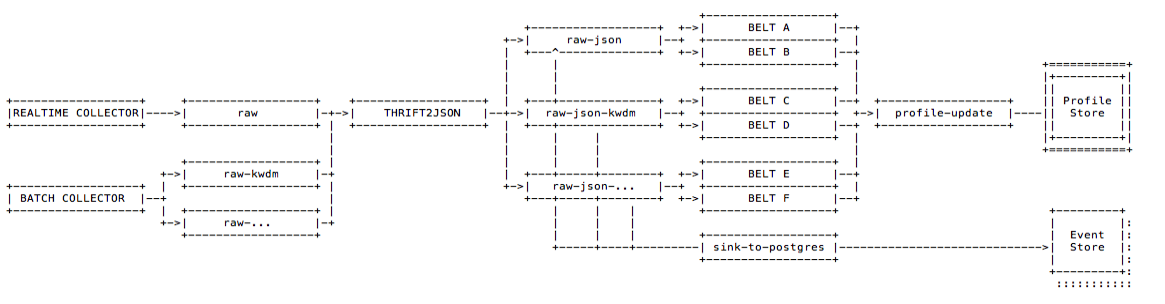 BELT A
raw-json
BELT B
BELT C
REALTIME COLLECTOR
raw
THRIFT2JSON
raw-json-kwdm
profile-update
Profile
Store
BELT D
raw-kwdm
BELT E
raw-json-...
BATCH COLLECTOR
BELT F
raw-...
sink-to-postgres
Event
Store